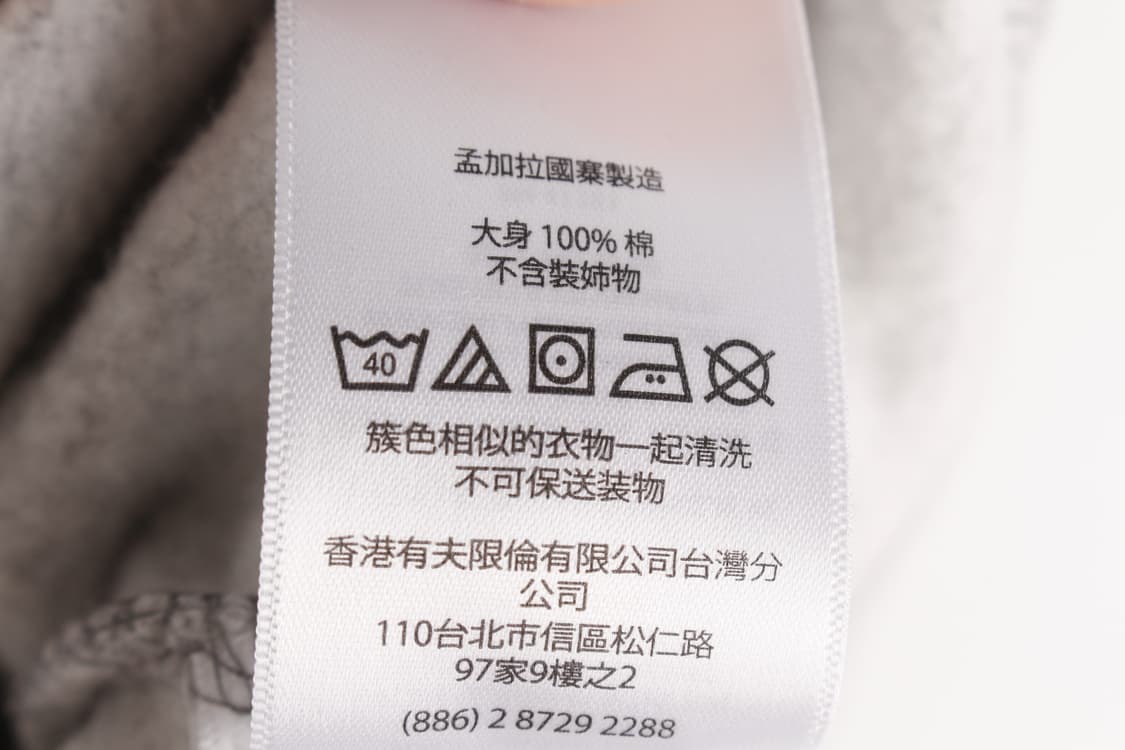 孟加拉國寨製造
大身 100% 棉
不含裝姉物
40
簇色相似的衣物一起清洗
不可保送装物
香港有夫限倫有限公司台灣分
公司
110台北市信區松仁路
97家9樓之2
(886) 2 8729 2288